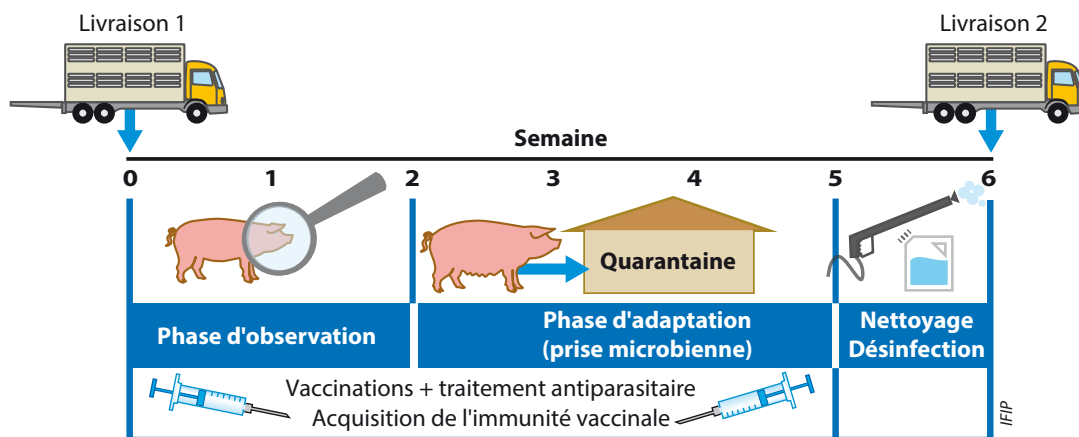 Livraison 1
Livraison 2
Semaine
0 1 2 3 4 5 6
Quarantaine
Phase d'observation
Phase d'adaptation
(prise microbienne)
Nettoyage
Désinfection
Vaccinations + traitement antiparasitaire
Acquisition de l'immunité vaccinale
IFIP